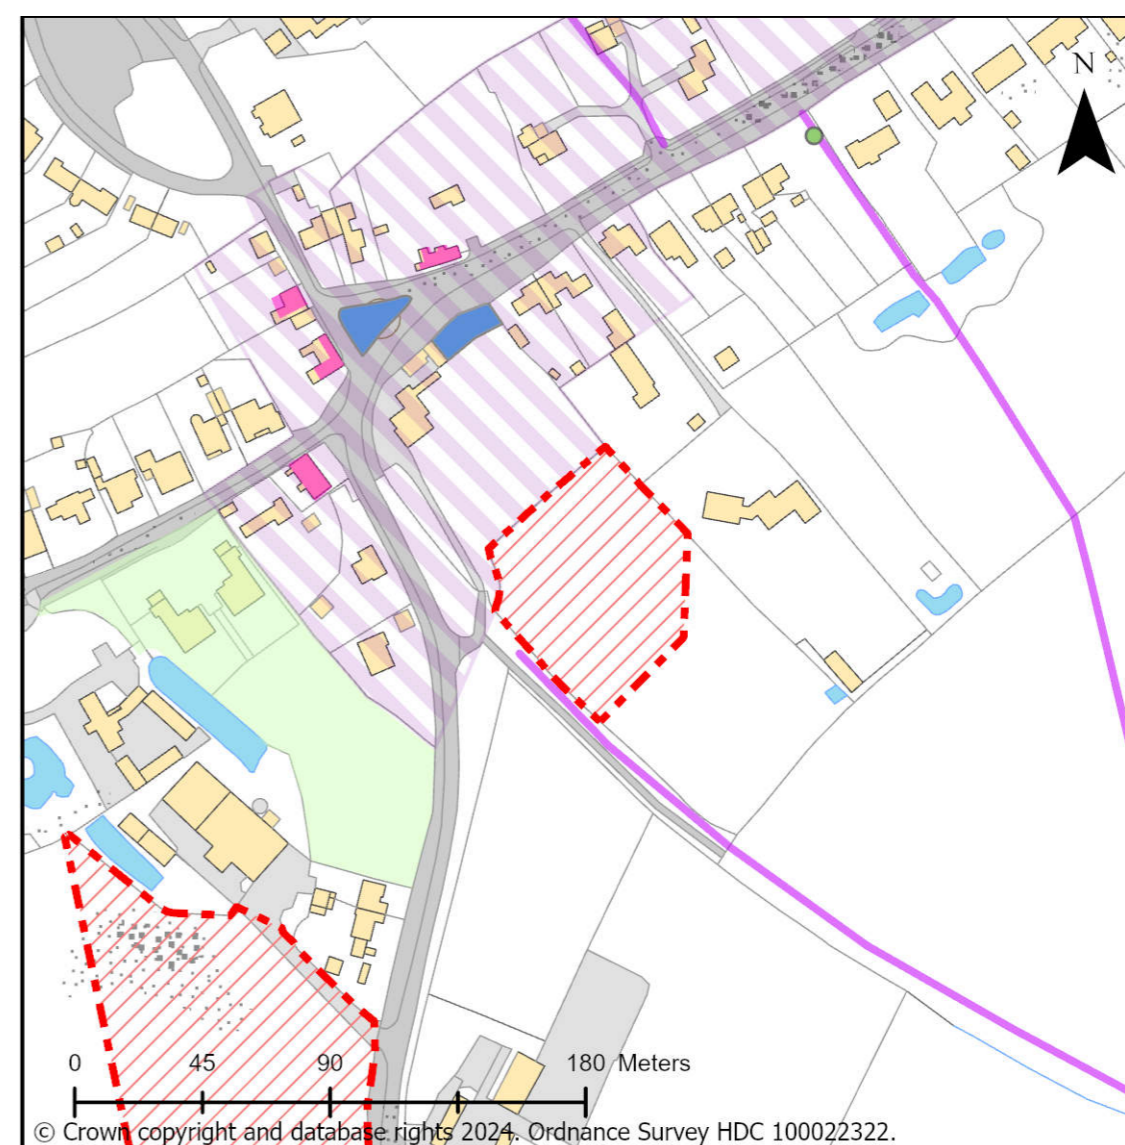 N
0 45 90 180 Meters
© Crown copyright and database rights 2024. Ordnance Survey HDC 100022322.